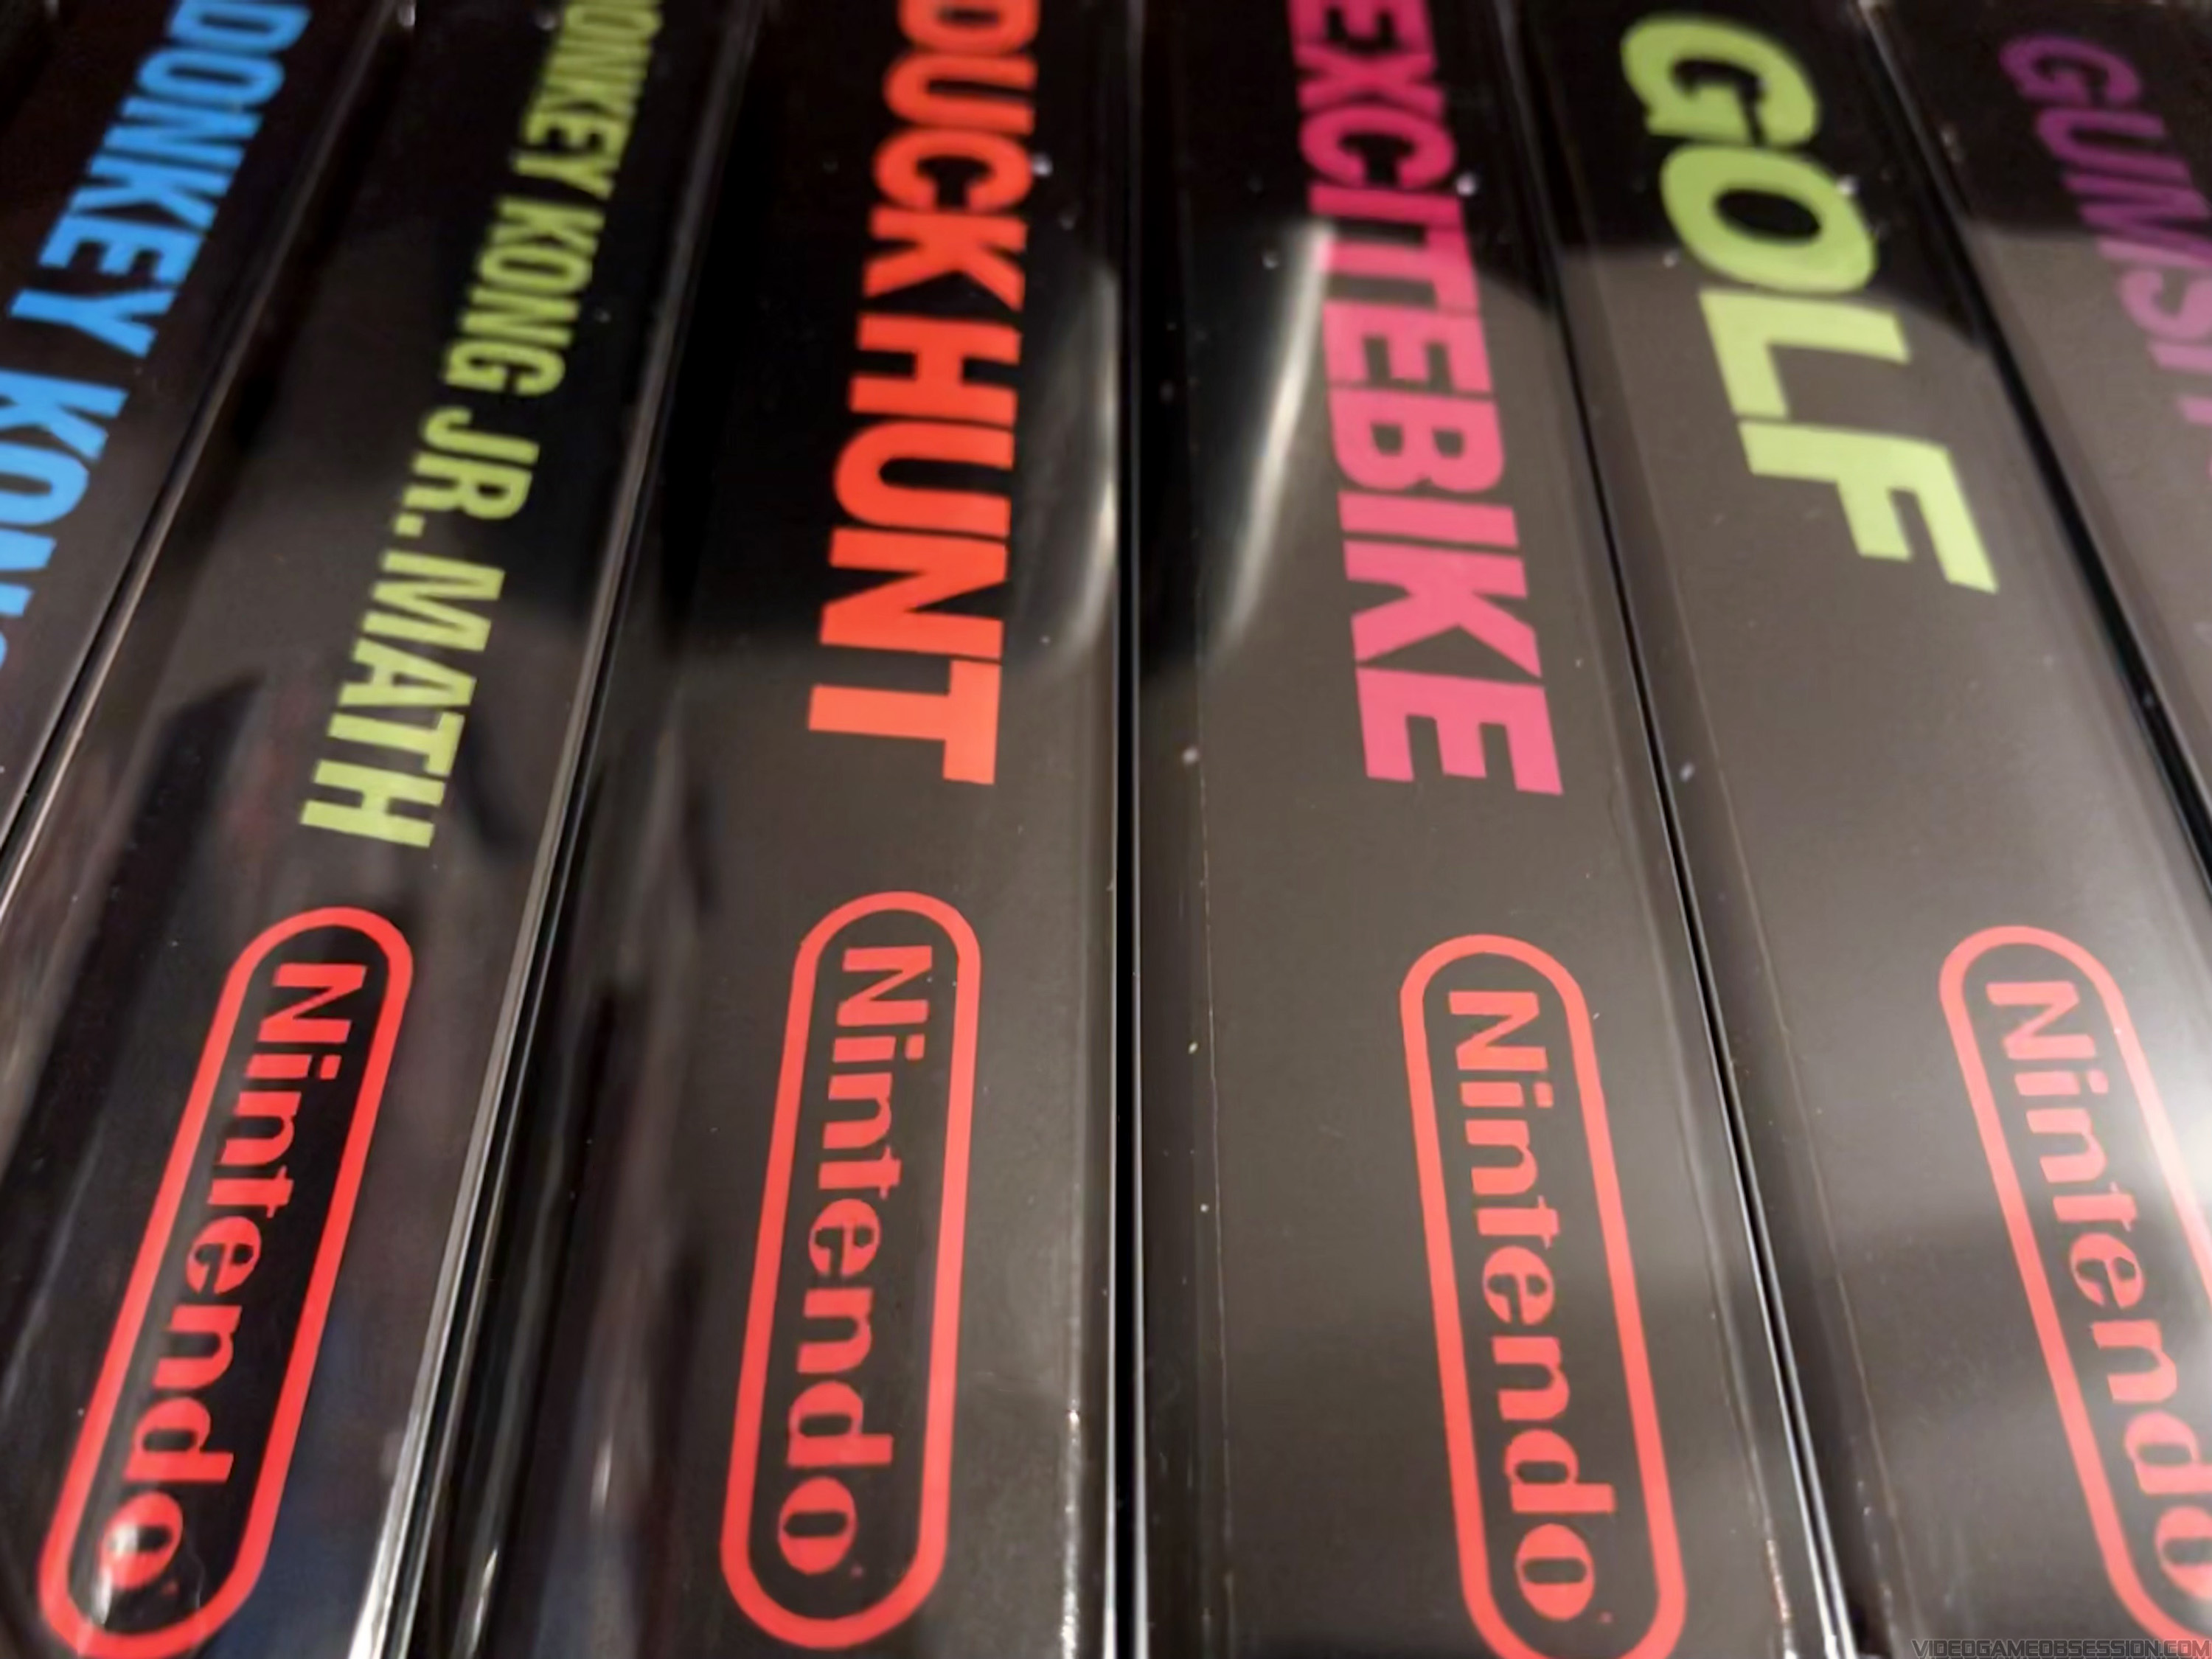 DONKEY KONG
DONKEY KONG JR. MATH
Nintendo
DUCK HUNT
Nintendo
EXCITEBIKE
Nintendo
GOLF
Nintendo
VIDEOGAMEOBSESSION.COM